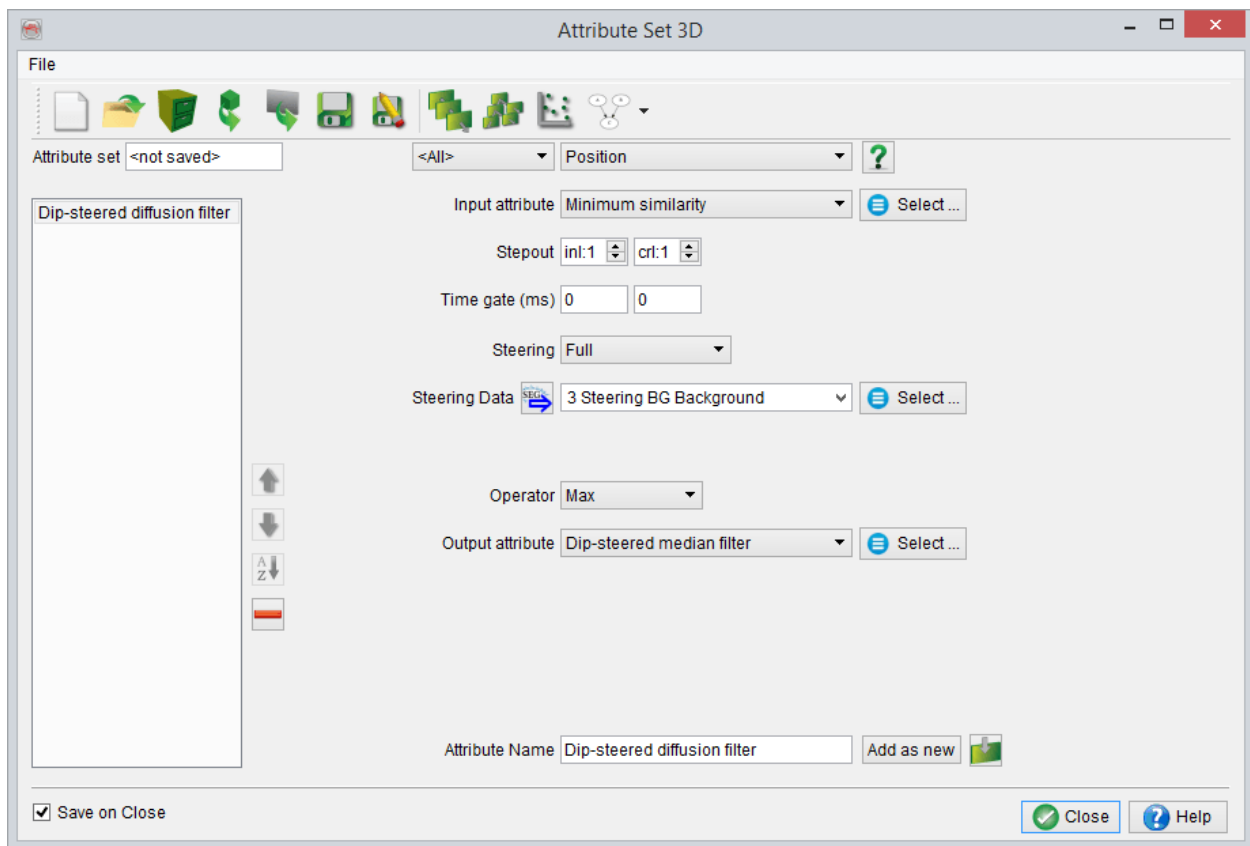 Attribute Set 3D
File
Attribute set <not saved> <All> Position ?
Dip-steered diffusion filter
Input attribute Minimum similarity Select ...
Stepout inl:1 crl:1
Time gate (ms) 0 0
Steering Full
Steering Data SEG 3 Steering BG Background Select ...
Operator Max
A
Z
Output attribute Dip-steered median filter Select ...
Attribute Name Dip-steered diffusion filter Add as new
Save on Close
Close ? Help